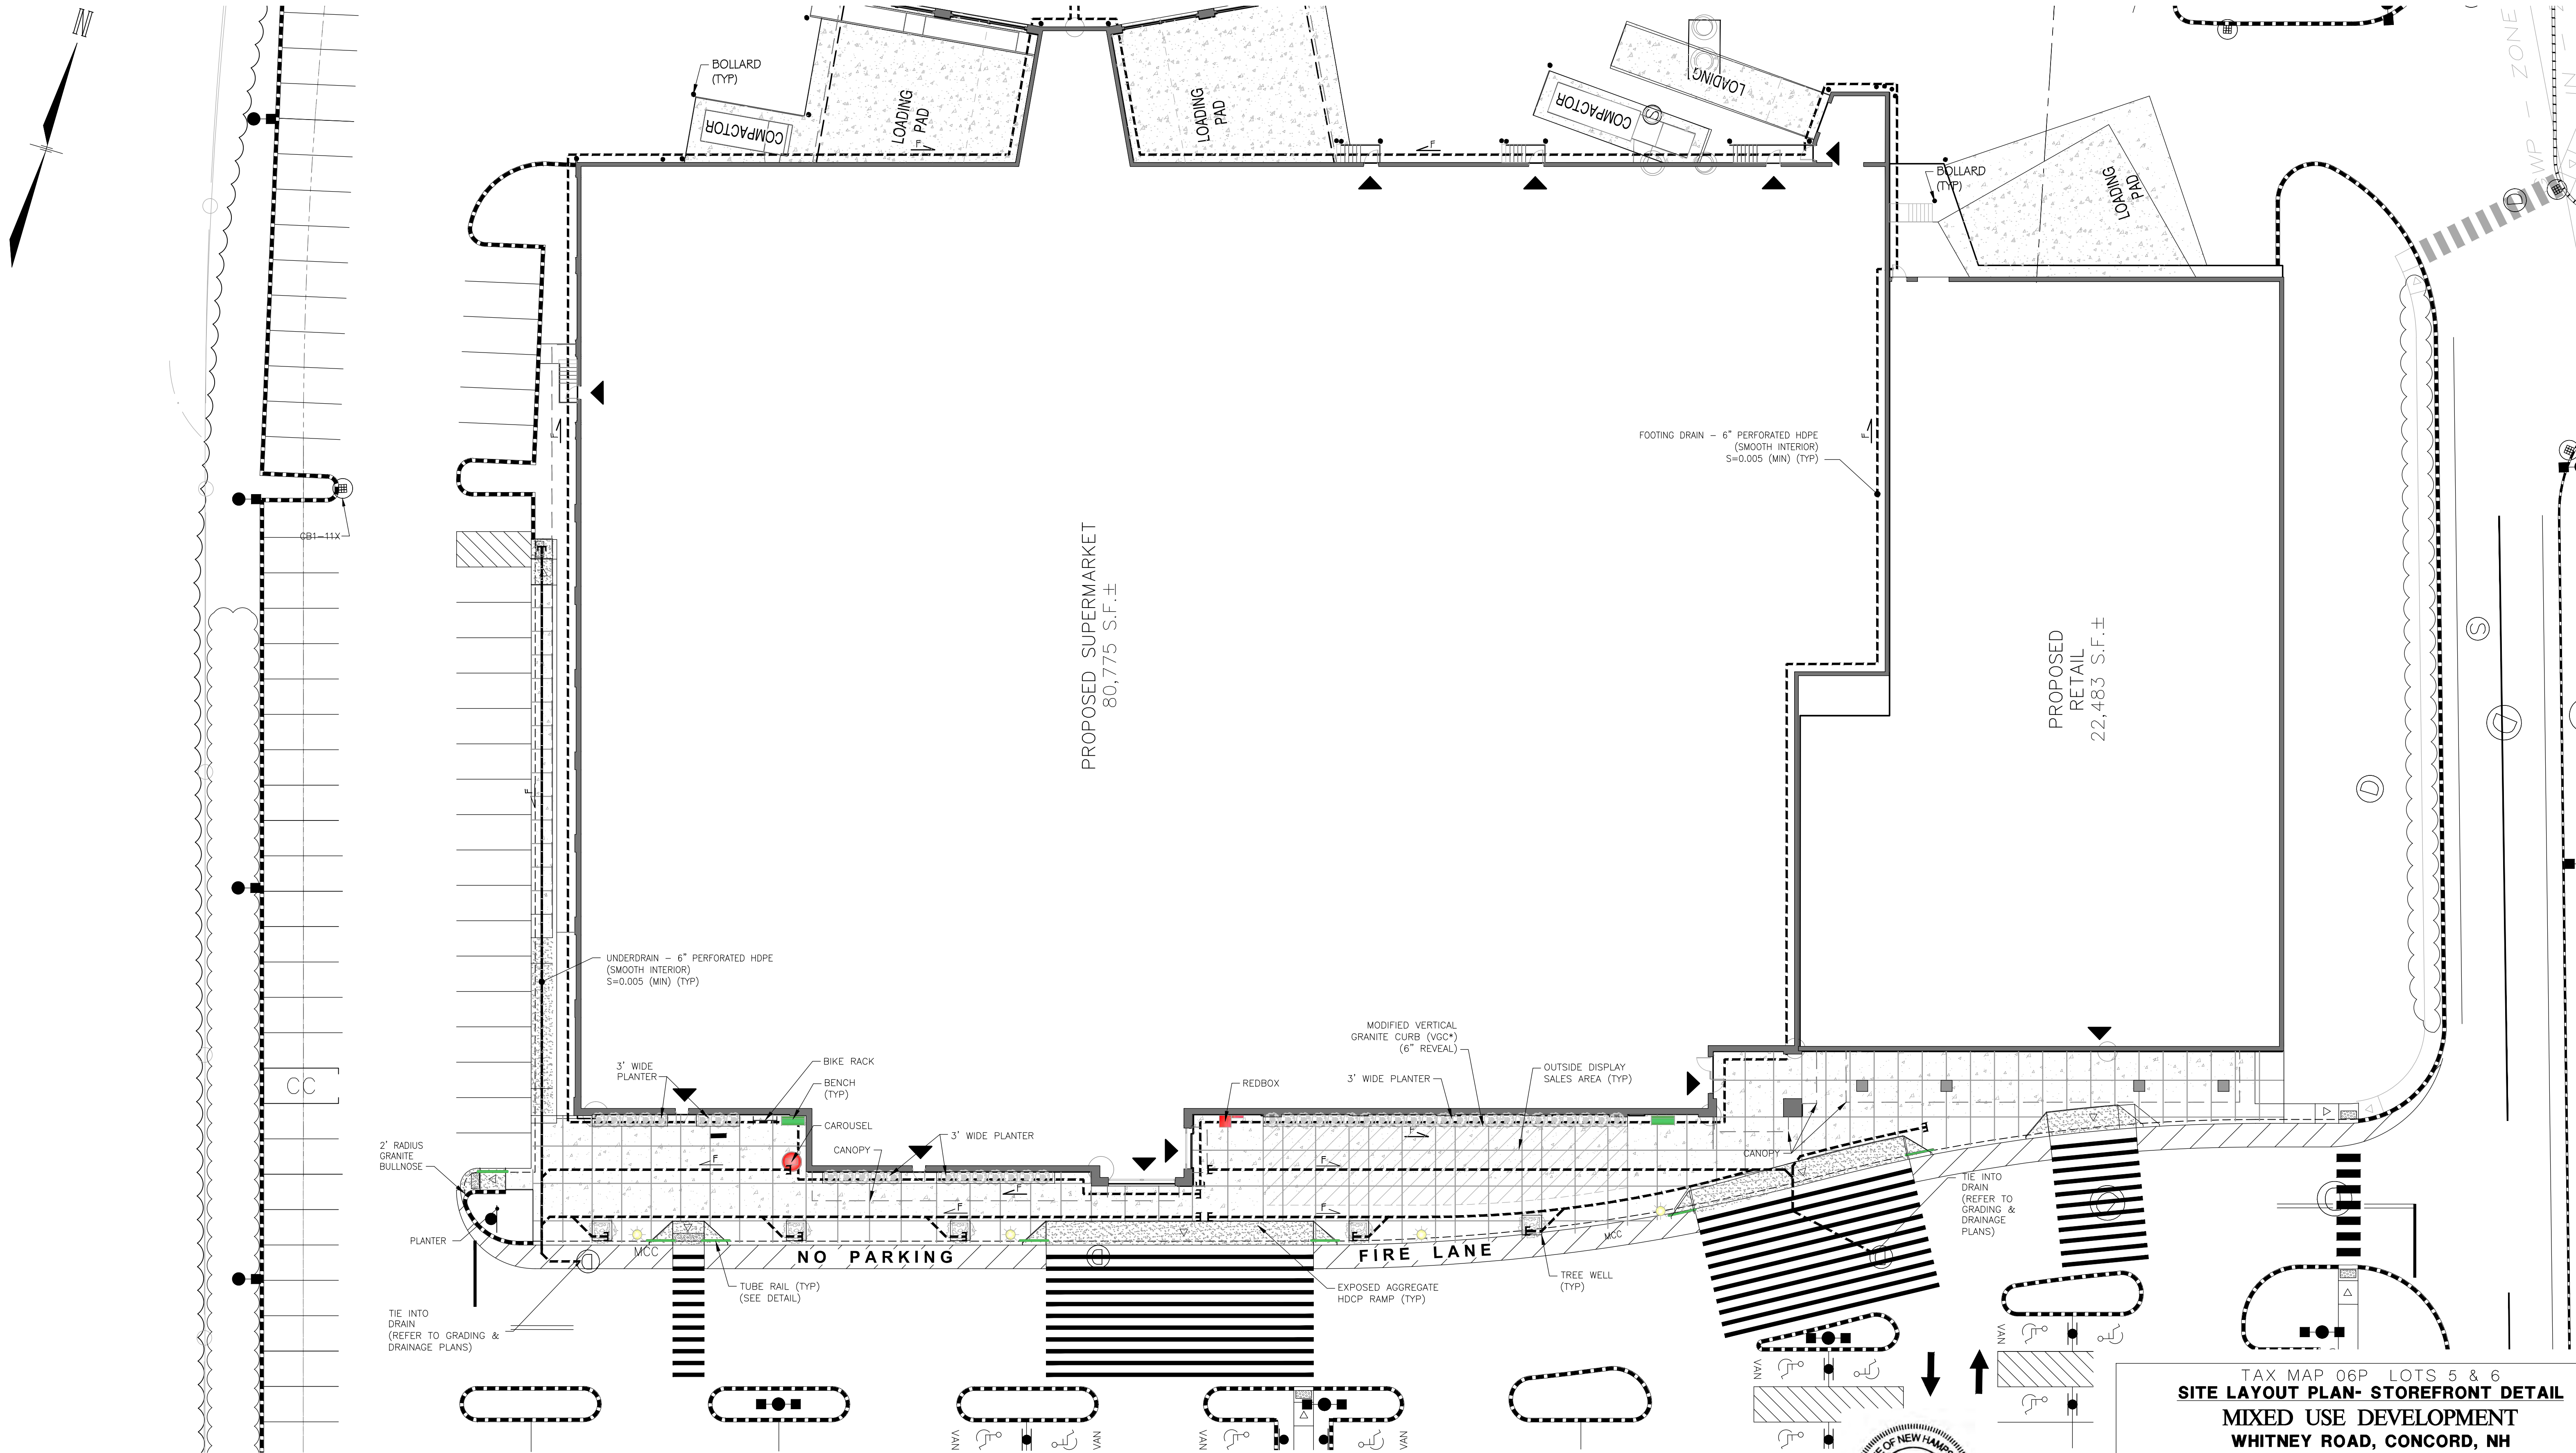 N
BOLLARD
(TYP)
COMPACTOR
LOADING
PAD
F
LOADING
PAD
F
COMPACTOR
S
LOADING
BOLLARD
(TYP)
LOADING
PAD
D
WP - ZONE
F
FOOTING DRAIN - 6" PERFORATED HDPE
(SMOOTH INTERIOR)
S=0.005 (MIN) (TYP)
F
CB1-11X
PROPOSED SUPERMARKET
80,775 S.F.±
PROPOSED
RETAIL
22,483 S.F.±
S
D
D
F
UNDERDRAIN - 6" PERFORATED HDPE
(SMOOTH INTERIOR)
S=0.005 (MIN) (TYP)
CC
3' WIDE
PLANTER
BIKE RACK
BENCH
(TYP)
CAROUSEL
CANOPY
3' WIDE PLANTER
REDBOX
MODIFIED VERTICAL
GRANITE CURB (VGC*)
(6" REVEAL)
3' WIDE PLANTER
OUTSIDE DISPLAY
SALES AREA (TYP)
2' RADIUS
GRANITE
BULLNOSE
F
F
F
F
F
F
CANOPY
TIE INTO
DRAIN
(REFER TO
GRADING &
DRAINAGE
PLANS)
PLANTER
MCC
NO PARKING
FIRE LANE
MCC
D
D
D
D
D
TUBE RAIL (TYP)
(SEE DETAIL)
EXPOSED AGGREGATE
HDCP RAMP (TYP)
TREE WELL
(TYP)
TIE INTO
DRAIN
(REFER TO GRADING &
DRAINAGE PLANS)
VAN
VAN
VAN
VAN
VAN
VAN
TAX MAP 06P LOTS 5 & 6
SITE LAYOUT PLAN- STOREFRONT DETAIL
MIXED USE DEVELOPMENT
WHITNEY ROAD, CONCORD, NH
OF NEW HAMPS